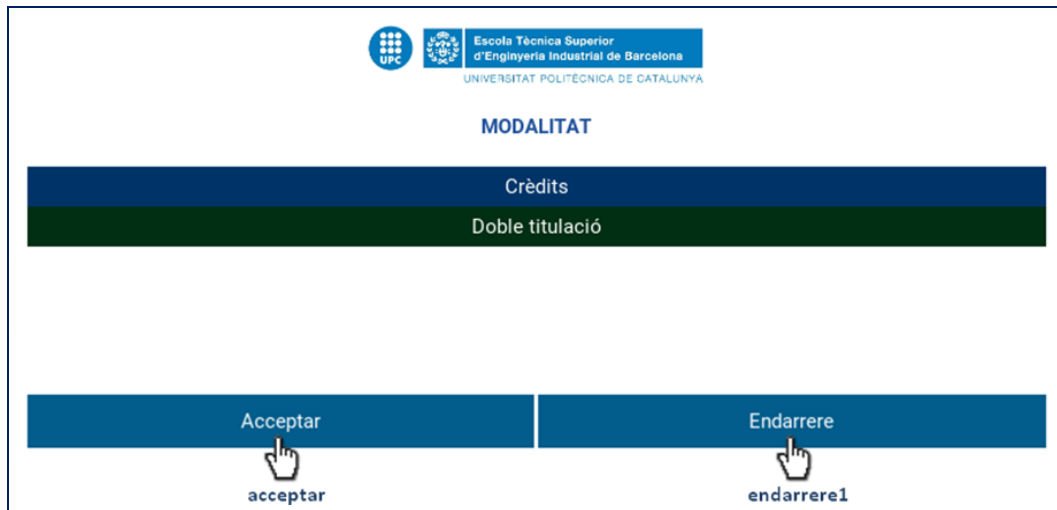 UPC
Escola Tècnica Superior
d'Enginyeria Industrial de Barcelona
UNIVERSITAT POLITÈCNICA DE CATALUNYA
MODALITAT
Crèdits
Doble titulació
Acceptar
Endarrere
acceptar
endarrere1